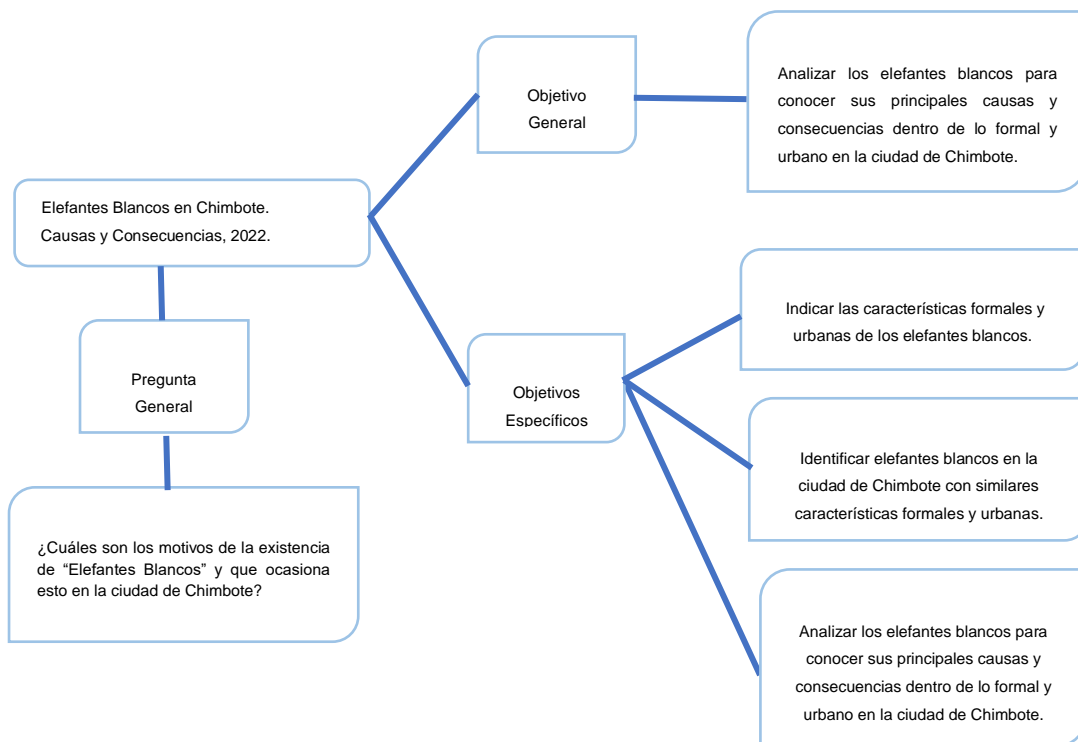 Elefantes Blancos en Chimbote.
Causas y Consecuencias, 2022.
Pregunta
General
¿Cuáles son los motivos de la existencia
de “Elefantes Blancos” y que ocasiona
esto en la ciudad de Chimbote?
Objetivo
General
Analizar los elefantes blancos para
conocer sus principales causas y
consecuencias dentro de lo formal y
urbano en la ciudad de Chimbote.
Objetivos
Específicos
Indicar las características formales y
urbanas de los elefantes blancos.
Identificar elefantes blancos en la
ciudad de Chimbote con similares
características formales y urbanas.
Analizar los elefantes blancos para
conocer sus principales causas y
consecuencias dentro de lo formal y
urbano en la ciudad de Chimbote.